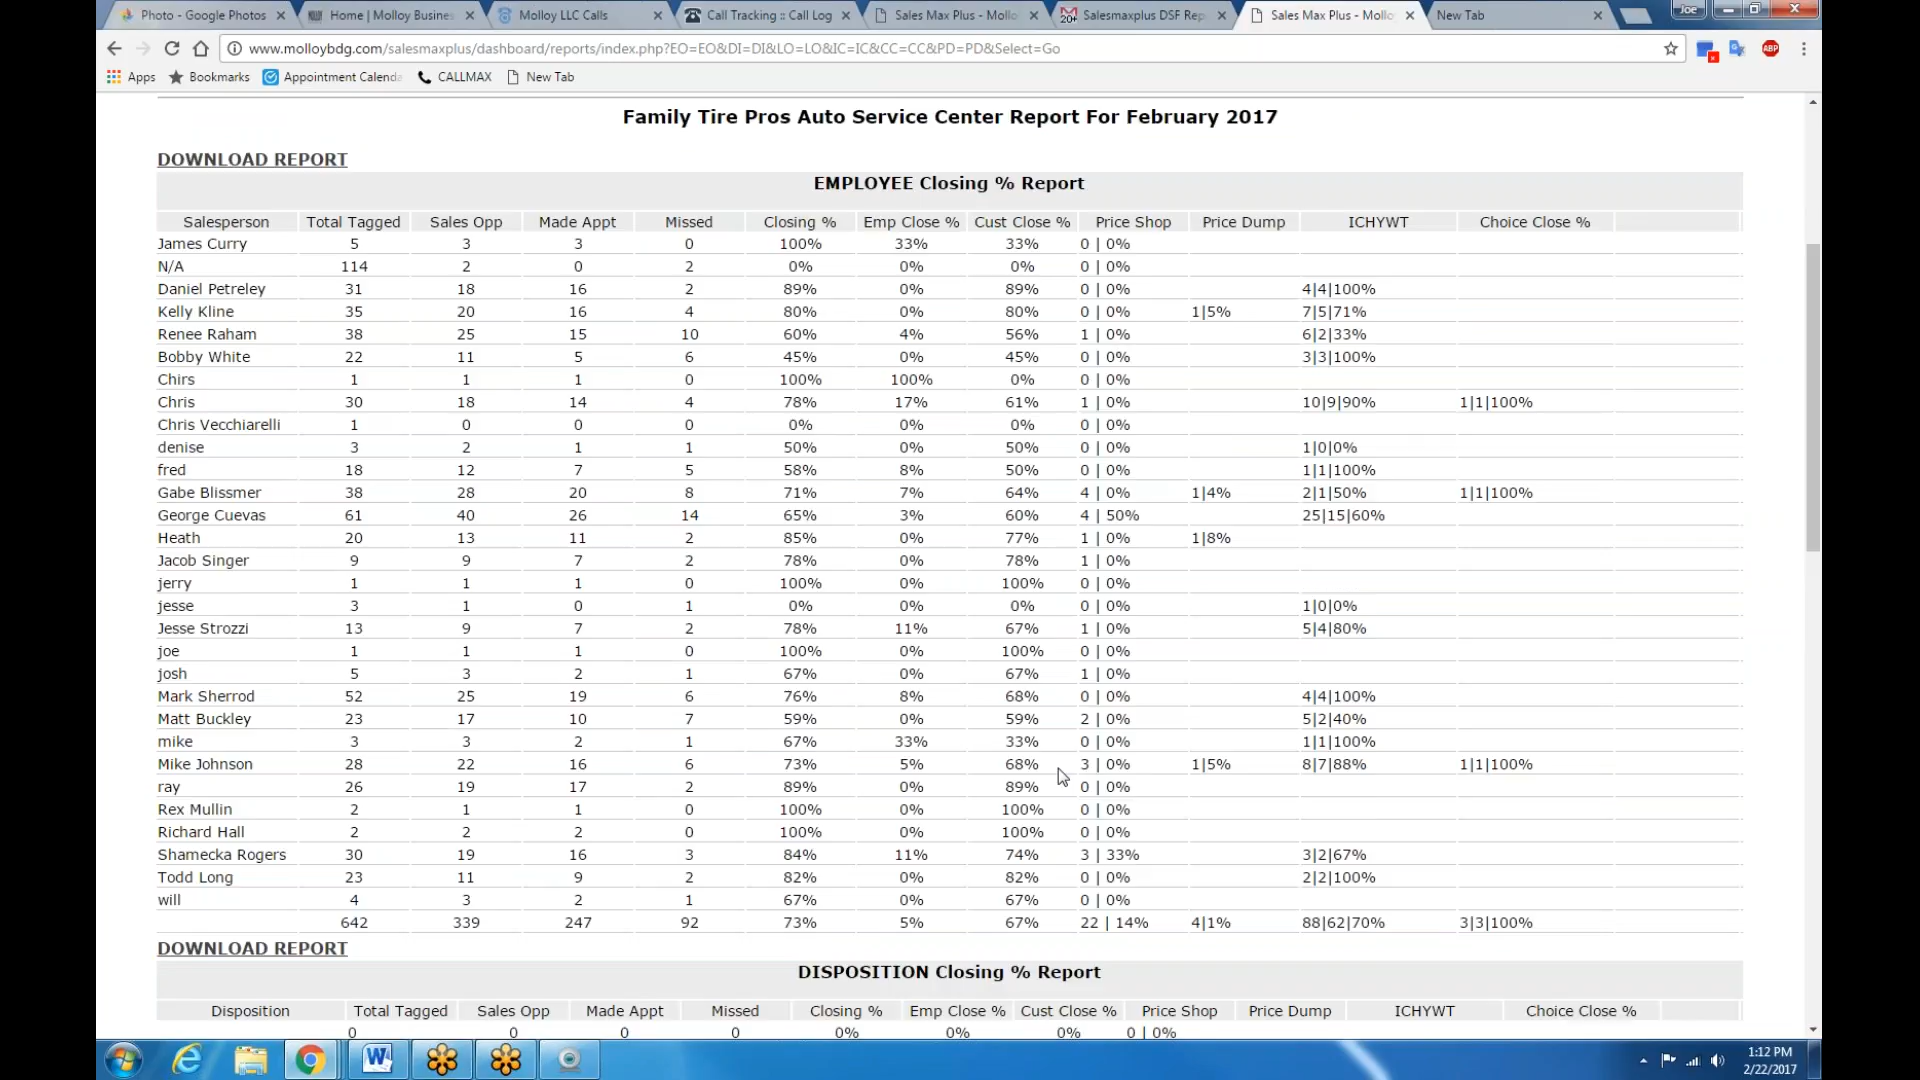 Photo - Google Photos Home | Molloy Busine Molloy LLC Calls Call Tracking :: Call Log Sales Max Plus - Mollo Salesmaxplus DSF Rep Sales Max Plus - Mollo New Tab Joe
www.molloybdg.com/salesmaxplus/dashboard/reports/index.php?EO=EO&DI=DI&LO=LO&IC=IC&CC=CC&PD=PD&Select=Go ABP
Apps Bookmarks Appointment Calenda CALLMAX New Tab
Family Tire Pros Auto Service Center Report For February 2017
DOWNLOAD REPORT
EMPLOYEE Closing % Report
Salesperson Total Tagged Sales Opp Made Appt Missed Closing % Emp Close % Cust Close % Price Shop Price Dump ICHYWT Choice Close %
James Curry 5 3 3 0 100% 33% 33% 0 | 0%
N/A 114 2 0 2 0% 0% 0% 0 | 0%
Daniel Petreley 31 18 16 2 89% 0% 89% 0 | 0% 4|4|100%
Kelly Kline 35 20 16 4 80% 0% 80% 0 | 0% 1|5% 7|5|71%
Renee Raham 38 25 15 10 60% 4% 56% 1 | 0% 6|2|33%
Bobby White 22 11 5 6 45% 0% 45% 0 | 0% 3|3|100%
Chirs 1 1 1 0 100% 100% 0% 0 | 0%
Chris 30 18 14 4 78% 17% 61% 1 | 0% 10|9|90% 1|1|100%
Chris Vecchiarelli 1 0 0 0 0% 0% 0% 0 | 0%
denise 3 2 1 1 50% 0% 50% 0 | 0% 1|0|0%
fred 18 12 7 5 58% 8% 50% 0 | 0% 1|1|100%
Gabe Blissmer 38 28 20 8 71% 7% 64% 4 | 0% 1|4% 2|1|50% 1|1|100%
George Cuevas 61 40 26 14 65% 3% 60% 4 | 50% 25|15|60%
Heath 20 13 11 2 85% 0% 77% 1 | 0% 1|8%
Jacob Singer 9 9 7 2 78% 0% 78% 1 | 0%
jerry 1 1 1 0 100% 0% 100% 0 | 0%
jesse 3 1 0 1 0% 0% 0% 0 | 0% 1|0|0%
Jesse Strozzi 13 9 7 2 78% 11% 67% 1 | 0% 5|4|80%
joe 1 1 1 0 100% 0% 100% 0 | 0%
josh 5 3 2 1 67% 0% 67% 1 | 0%
Mark Sherrod 52 25 19 6 76% 8% 68% 0 | 0% 4|4|100%
Matt Buckley 23 17 10 7 59% 0% 59% 2 | 0% 5|2|40%
mike 3 3 2 1 67% 33% 33% 0 | 0% 1|1|100%
Mike Johnson 28 22 16 6 73% 5% 68% 3 | 0% 1|5% 8|7|88% 1|1|100%
ray 26 19 17 2 89% 0% 89% 0 | 0%
Rex Mullin 2 1 1 0 100% 0% 100% 0 | 0%
Richard Hall 2 2 2 0 100% 0% 100% 0 | 0%
Shamecka Rogers 30 19 16 3 84% 11% 74% 3 | 33% 3|2|67%
Todd Long 23 11 9 2 82% 0% 82% 0 | 0% 2|2|100%
will 4 3 2 1 67% 0% 67% 0 | 0%
642 339 247 92 73% 5% 67% 22 | 14% 4|1% 88|62|70% 3|3|100%
DOWNLOAD REPORT
DISPOSITION Closing % Report
Disposition Total Tagged Sales Opp Made Appt Missed Closing % Emp Close % Cust Close % Price Shop Price Dump ICHYWT Choice Close %
0 0 0 0 0% 0% 0% 0 | 0%
1:12 PM
2/22/2017